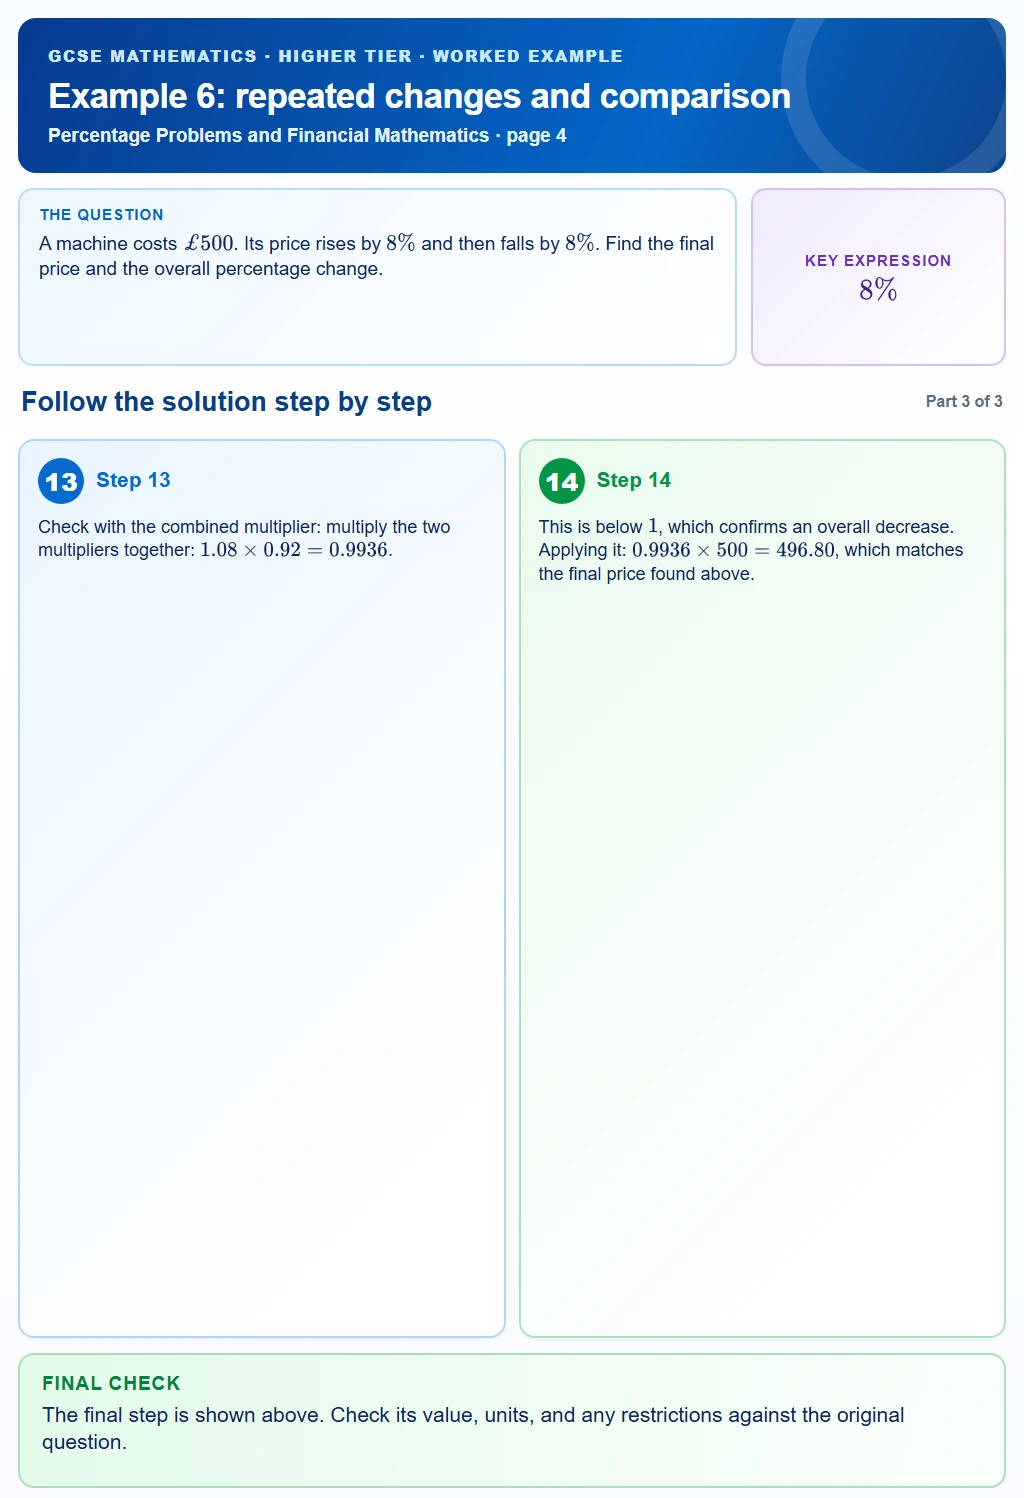 GCSE MATHEMATICS · HIGHER TIER · WORKED EXAMPLE
Example 6: repeated changes and comparison
Percentage Problems and Financial Mathematics · page 4
THE QUESTION
A machine costs £500. Its price rises by 8% and then falls by 8%. Find the final
price and the overall percentage change.
KEY EXPRESSION
8%
Follow the solution step by step
Part 3 of 3
13 Step 13
Check with the combined multiplier: multiply the two
multipliers together: 1.08 × 0.92 = 0.9936.
14 Step 14
This is below 1, which confirms an overall decrease.
Applying it: 0.9936 × 500 = 496.80, which matches
the final price found above.
FINAL CHECK
The final step is shown above. Check its value, units, and any restrictions against the original
question.